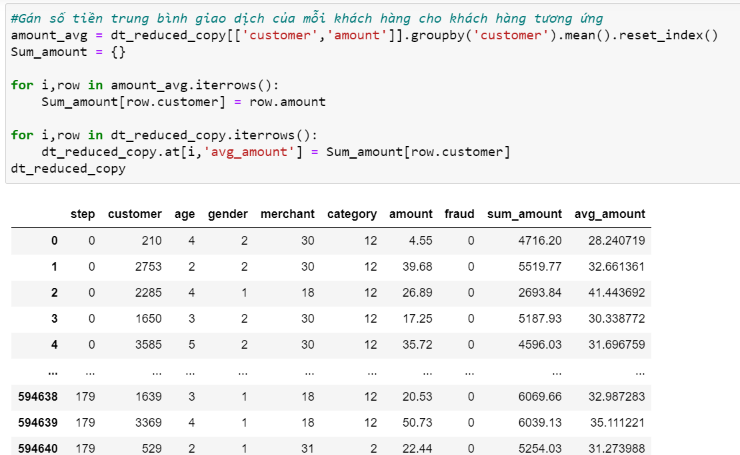 #Gán số tiền trung bình giao dịch của mỗi khách hàng cho khách hàng tương ứng
amount_avg = dt_reduced_copy[['customer','amount']].groupby('customer').mean().reset_index()
Sum_amount = {}
for i,row in amount_avg.iterrows():
    Sum_amount[row.customer] = row.amount
for i,row in dt_reduced_copy.iterrows():
    dt_reduced_copy.at[i,'avg_amount'] = Sum_amount[row.customer]
dt_reduced_copy
step customer age gender merchant category amount fraud sum_amount avg_amount
0 0 210 4 2 30 12 4.55 0 4716.20 28.240719
1 0 2753 2 2 30 12 39.68 0 5519.77 32.661361
2 0 2285 4 1 18 12 26.89 0 2693.84 41.443692
3 0 1650 3 2 30 12 17.25 0 5187.93 30.338772
4 0 3585 5 2 30 12 35.72 0 4596.03 31.696759
... ... ... ... ... ... ... ... ... ... ...
594638 179 1639 3 1 18 12 20.53 0 6069.66 32.987283
594639 179 3369 4 1 18 12 50.73 0 6039.13 35.111221
594640 179 529 2 1 31 2 22.44 0 5254.03 31.273988